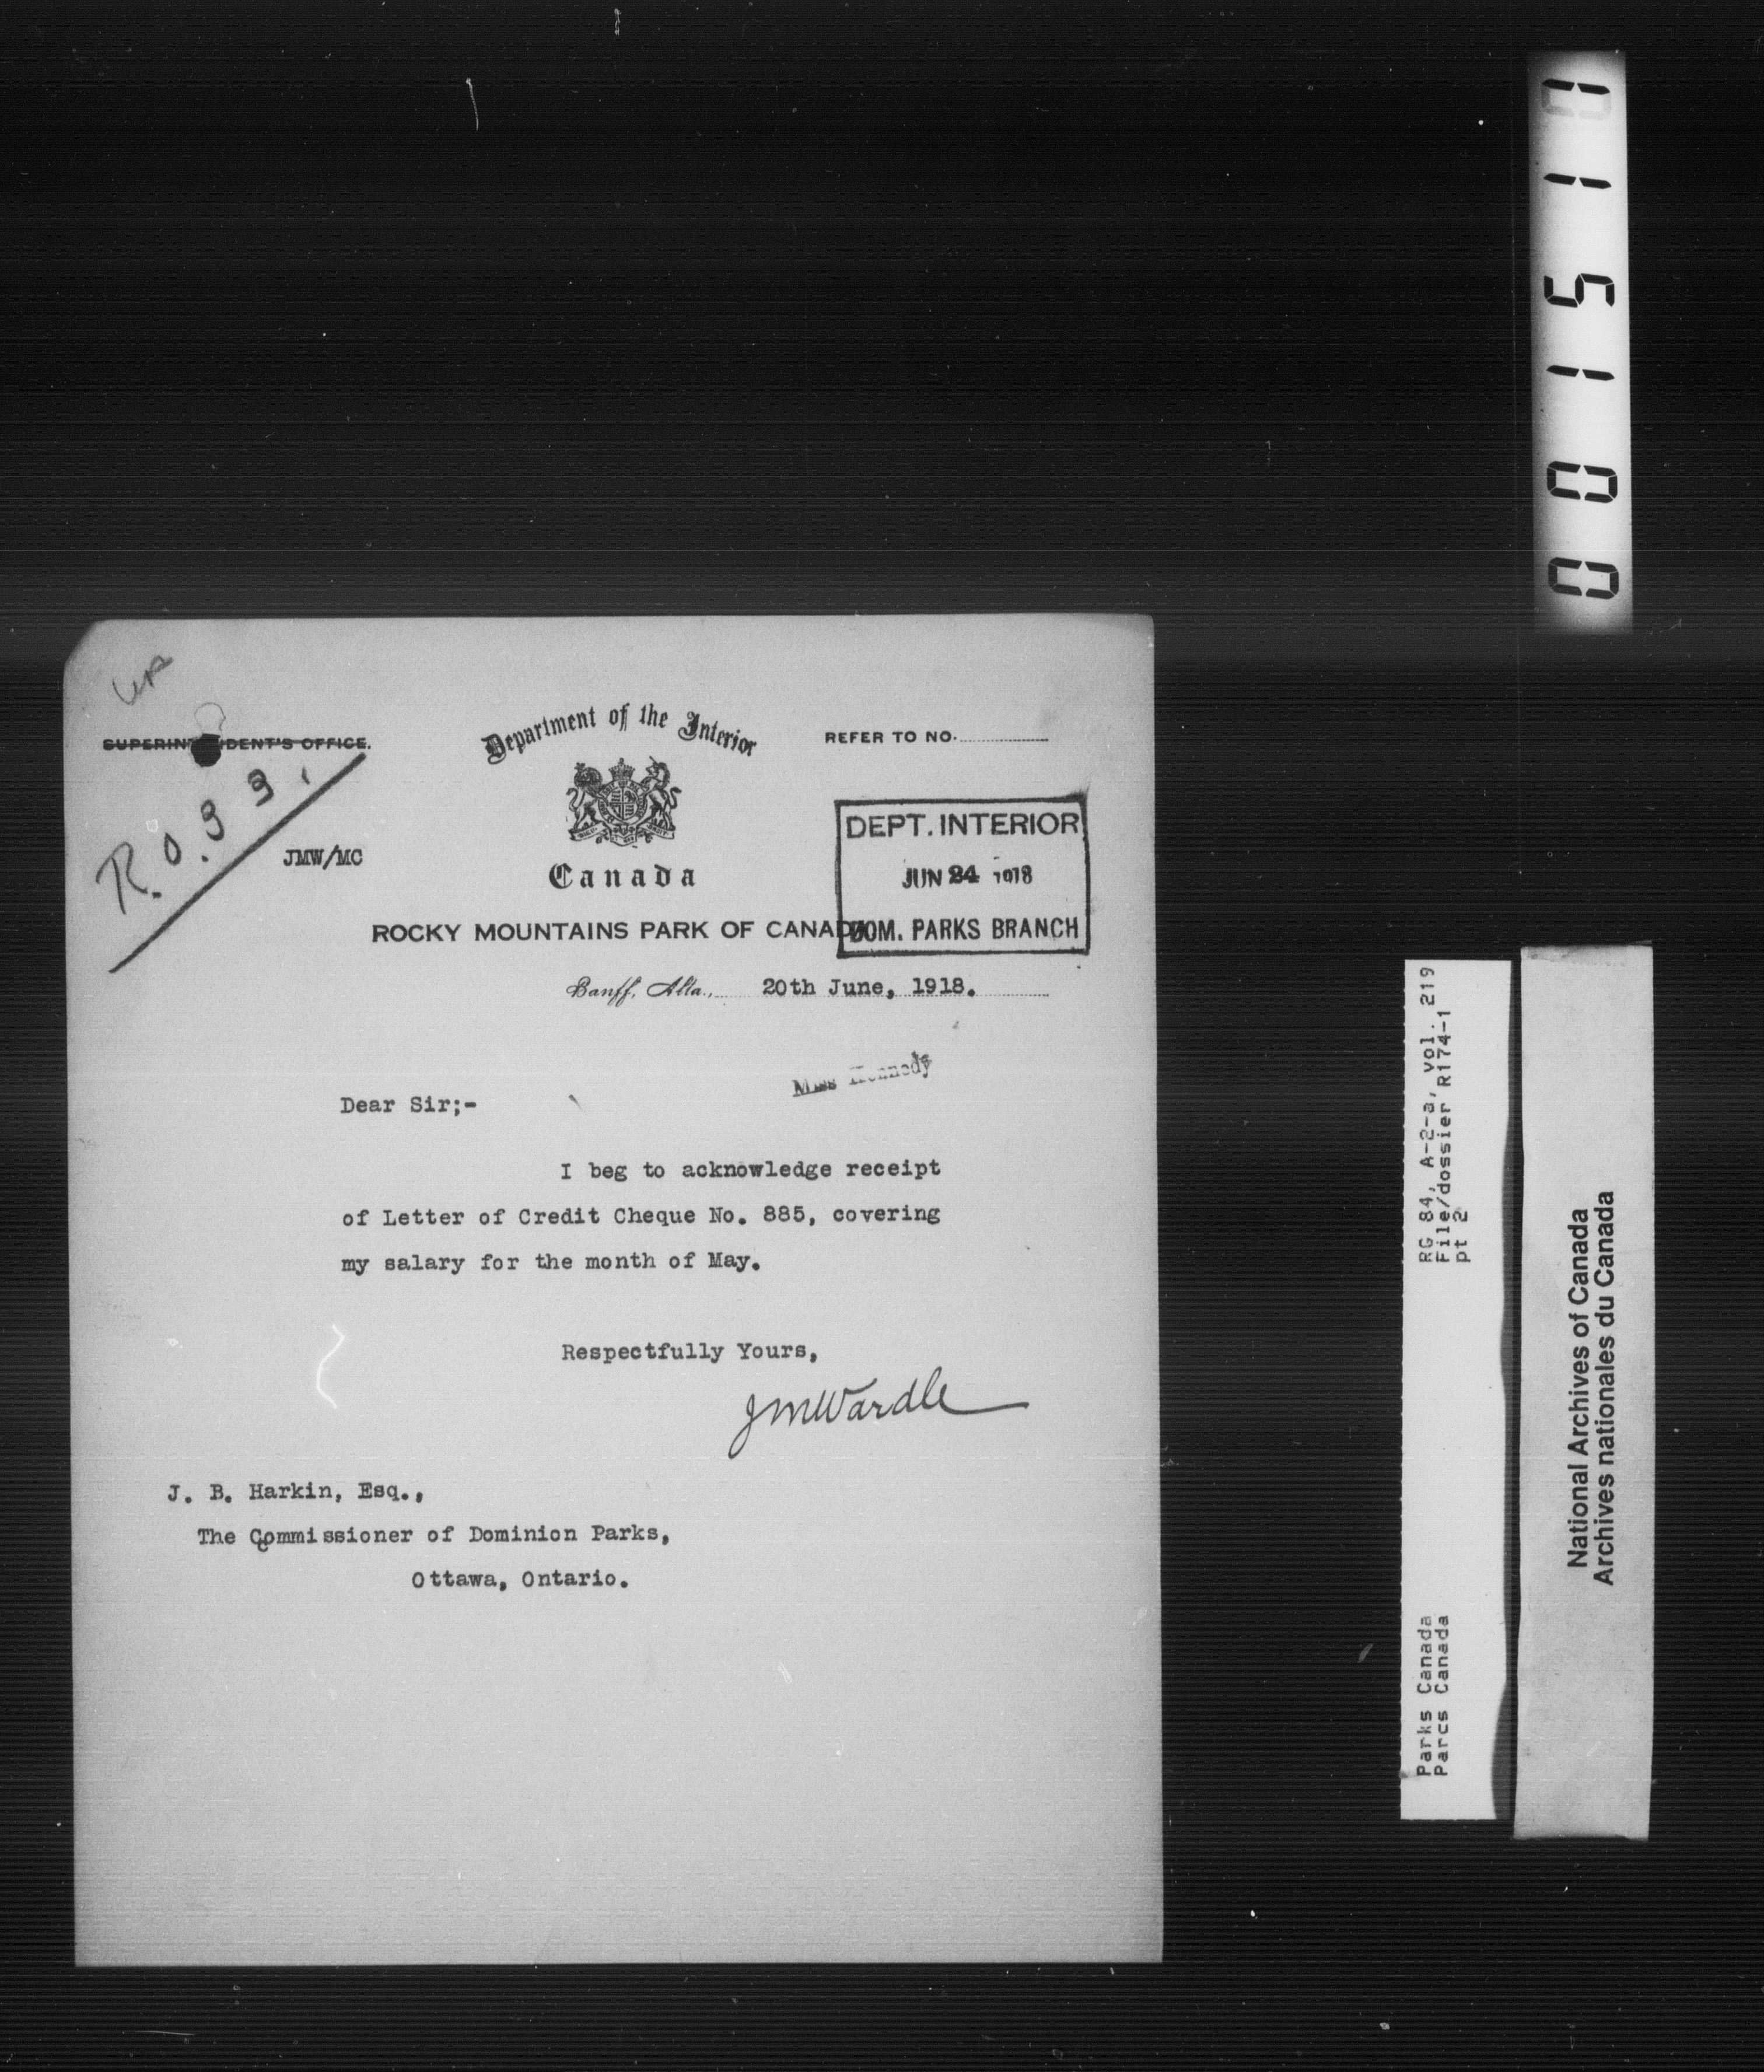 SUPERINTENDENT'S OFFICE.
R.O. 33.
JMW/MC
Department of the Interior
Canada
REFER TO NO.
DEPT. INTERIOR
JUN 24 1918
DOM. PARKS BRANCH
ROCKY MOUNTAINS PARK OF CANADA
Banff, Alta., 20th June, 1918.
Miss Kennedy
Dear Sir;-
I beg to acknowledge receipt
of Letter of Credit Cheque No. 885, covering
my salary for the month of May.
Respectfully Yours,
JMWardle
J. B. Harkin, Esq.,
The Commissioner of Dominion Parks,
Ottawa, Ontario.
RG 84, A-2-a, vol. 219
File/dossier R174-1
pt 2
Parks Canada
Parcs Canada
National Archives of Canada
Archives nationales du Canada